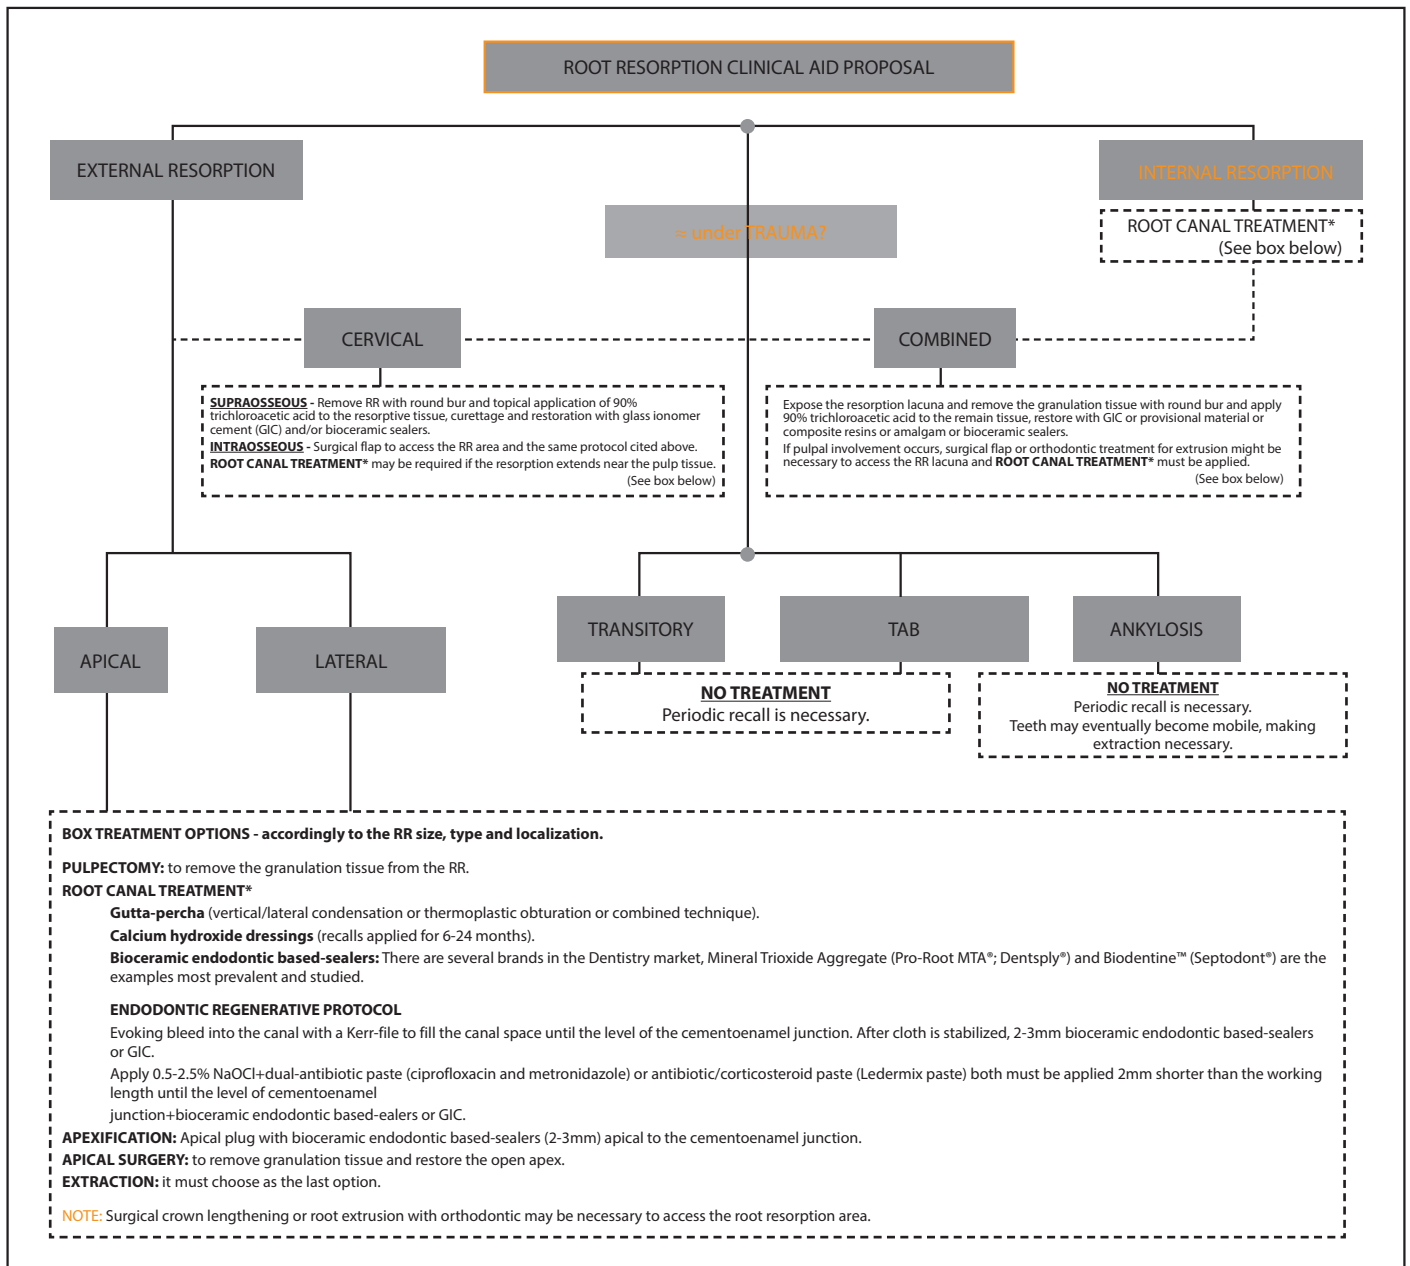 ROOT RESORPTION CLINICAL AID PROPOSAL
EXTERNAL RESORPTION
INTERNAL RESORPTION
ROOT CANAL TREATMENT*
(See box below)
≈ under TRAUMA?
CERVICAL
COMBINED
SUPRAOSSEOUS - Remove RR with round bur and topical application of 90%
trichloroacetic acid to the resorptive tissue, curettage and restoration with glass ionomer
cement (GIC) and/or bioceramic sealers.
INTRAOSSEOUS - Surgical flap to access the RR area and the same protocol cited above.
ROOT CANAL TREATMENT* may be required if the resorption extends near the pulp tissue.
(See box below)
Expose the resorption lacuna and remove the granulation tissue with round bur and apply
90% trichloroacetic acid to the remain tissue, restore with GIC or provisional material or
composite resins or amalgam or bioceramic sealers.
If pulpal involvement occurs, surgical flap or orthodontic treatment for extrusion might be
necessary to access the RR lacuna and ROOT CANAL TREATMENT* must be applied.
(See box below)
APICAL
LATERAL
TRANSITORY
TAB
ANKYLOSIS
NO TREATMENT
Periodic recall is necessary.
NO TREATMENT
Periodic recall is necessary.
Teeth may eventually become mobile, making
extraction necessary.
BOX TREATMENT OPTIONS - accordingly to the RR size, type and localization.
PULPECTOMY: to remove the granulation tissue from the RR.
ROOT CANAL TREATMENT*
Gutta-percha (vertical/lateral condensation or thermoplastic obturation or combined technique).
Calcium hydroxide dressings (recalls applied for 6-24 months).
Bioceramic endodontic based-sealers: There are several brands in the Dentistry market, Mineral Trioxide Aggregate (Pro-Root MTA®; Dentsply®) and Biodentine™ (Septodont®) are the
examples most prevalent and studied.
ENDODONTIC REGENERATIVE PROTOCOL
Evoking bleed into the canal with a Kerr-file to fill the canal space until the level of the cementoenamel junction. After cloth is stabilized, 2-3mm bioceramic endodontic based-sealers
or GIC.
Apply 0.5-2.5% NaOCl+dual-antibiotic paste (ciprofloxacin and metronidazole) or antibiotic/corticosteroid paste (Ledermix paste) both must be applied 2mm shorter than the working
length until the level of cementoenamel
junction+bioceramic endodontic based-ealers or GIC.
APEXIFICATION: Apical plug with bioceramic endodontic based-sealers (2-3mm) apical to the cementoenamel junction.
APICAL SURGERY: to remove granulation tissue and restore the open apex.
EXTRACTION: it must choose as the last option.
NOTE: Surgical crown lengthening or root extrusion with orthodontic may be necessary to access the root resorption area.